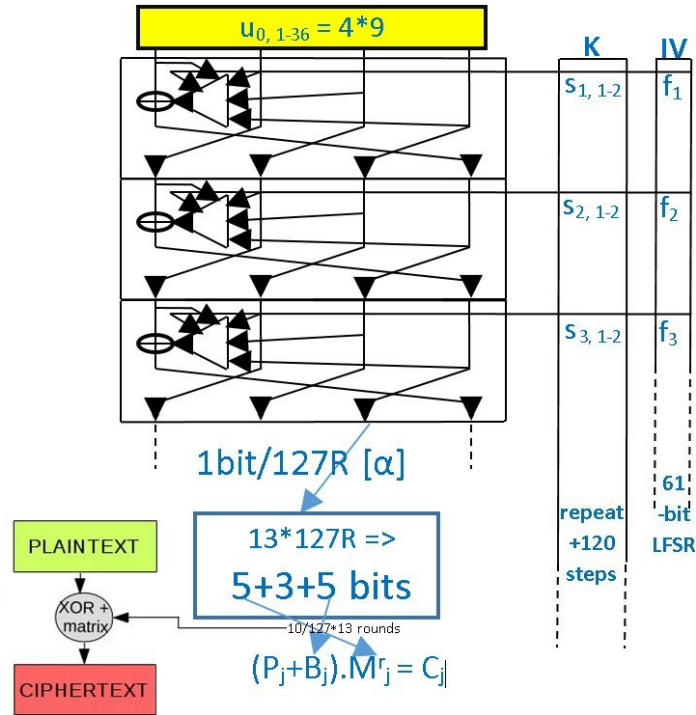 u0, 1-36 = 4*9
K
IV
s1, 1-2
f1
s2, 1-2
f2
s3, 1-2
f3
1bit/127R [α]
61
-bit
LFSR
repeat
+120
steps
13*127R =>
5+3+5 bits
PLAINTEXT
XOR +
matrix
10/127*13 rounds
(Pj+Bj).Mrj = Cj
CIPHERTEXT